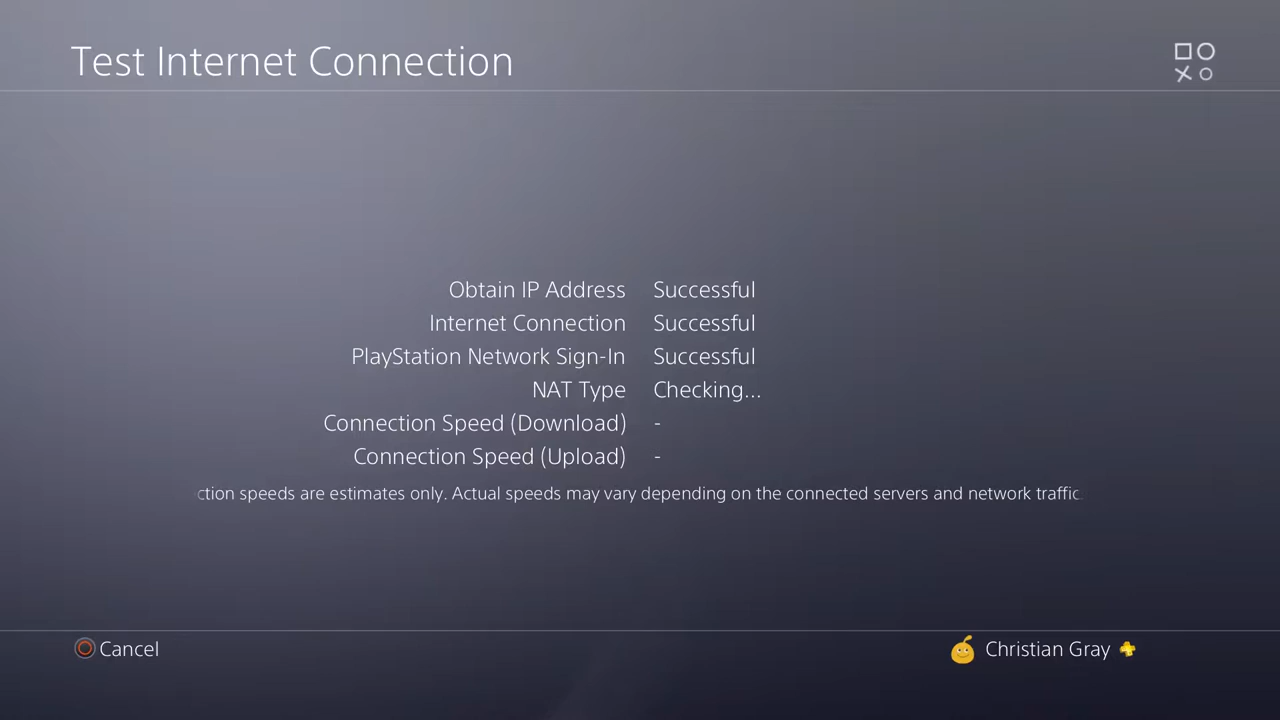 Test Internet Connection
Obtain IP Address Successful
Internet Connection Successful
PlayStation Network Sign-In Successful
NAT Type Checking...
Connection Speed (Download) -
Connection Speed (Upload) -
ction speeds are estimates only. Actual speeds may vary depending on the connected servers and network traffic.
Cancel
Christian Gray